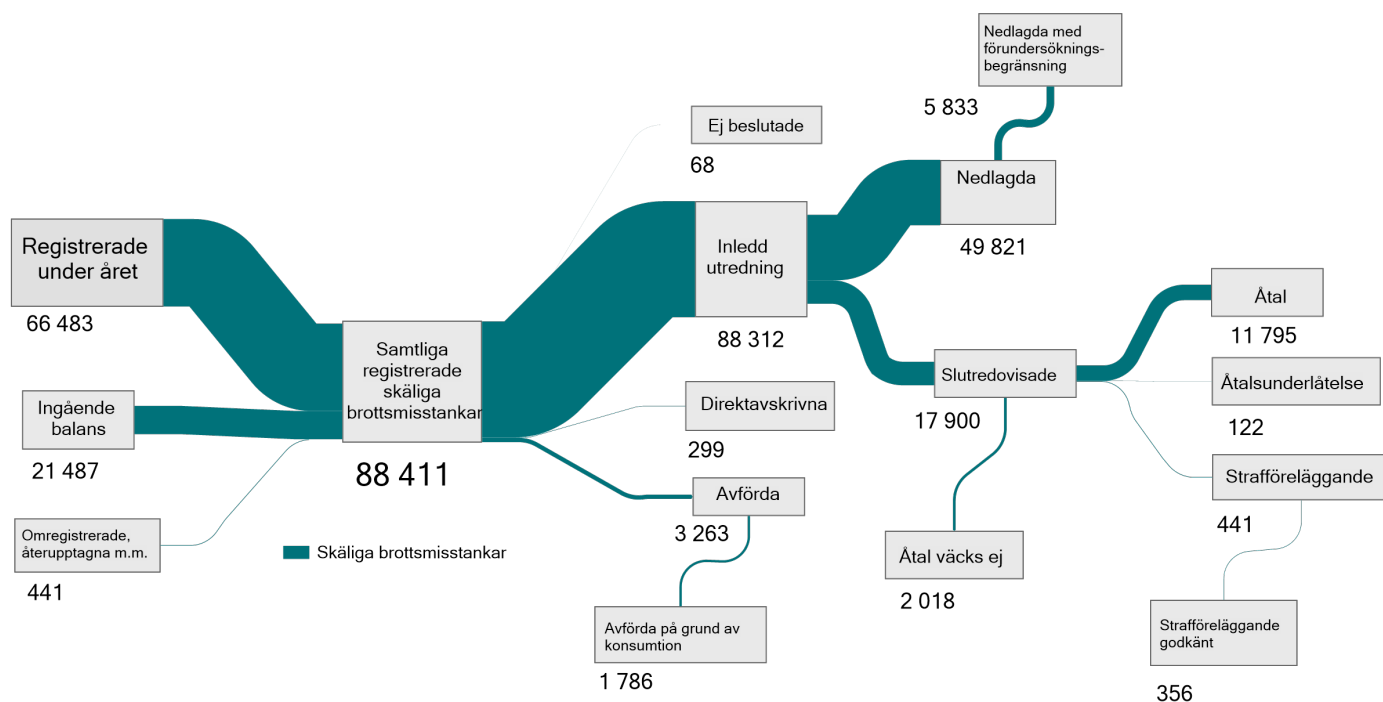 Nedlagda med
förundersöknings-
begränsning
5 833
Ej beslutade
68
Nedlagda
49 821
Registrerade
under året
66 483
Inledd
utredning
88 312
Åtal
11 795
Samtliga
registrerade
skäliga
brottsmisstankar
88 411
Slutredovisade
17 900
Åtalsunderlåtelse
122
Ingående
balans
21 487
Direktavskrivna
299
Avförda
3 263
Strafföreläggande
441
Omregistrerade,
återupptagna m.m.
441
Skäliga brottsmisstankar
Åtal väcks ej
2 018
Avförda på grund av
konsumtion
1 786
Strafföreläggande
godkänt
356